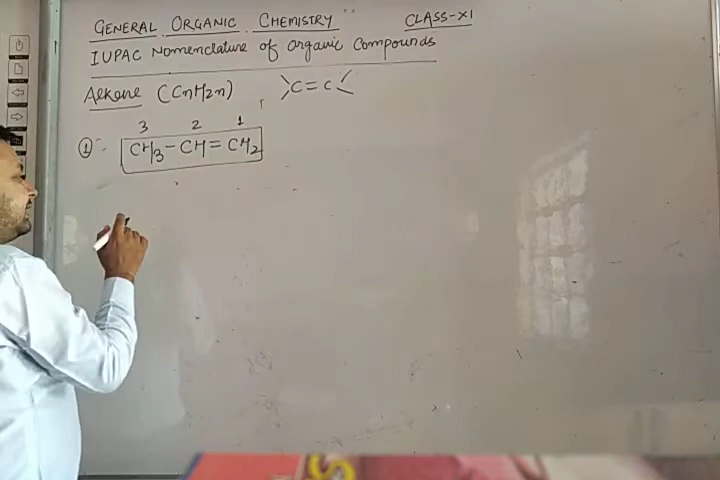 GENERAL ORGANIC CHEMISTRY CLASS-XI
IUPAC Nomenclature of Organic Compounds
Alkene (CnH2n) >C=C<
3 2 1
① CH3-CH=CH2